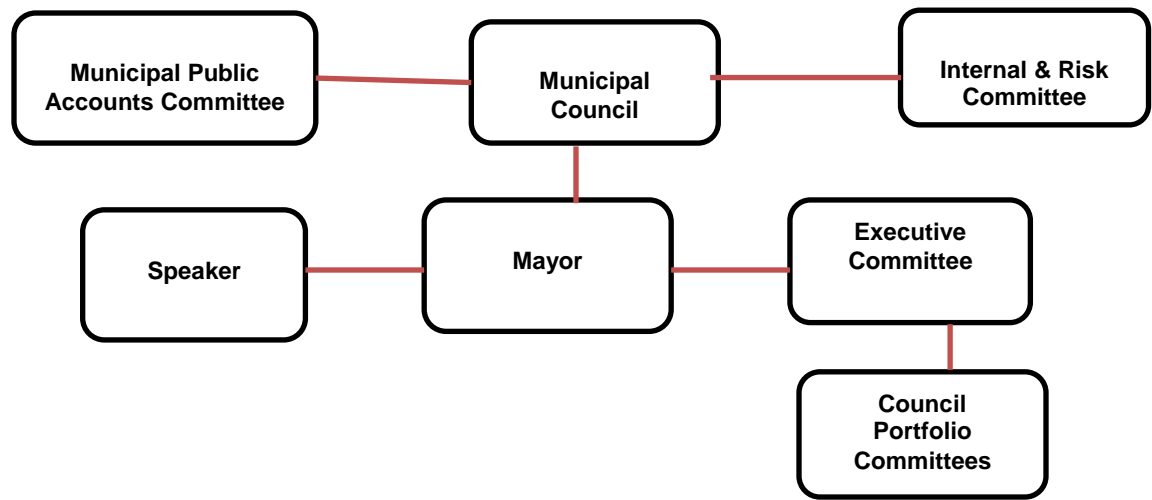 Municipal Public
Accounts Committee
Municipal
Council
Internal & Risk
Committee
Speaker
Mayor
Executive
Committee
Council
Portfolio
Committees